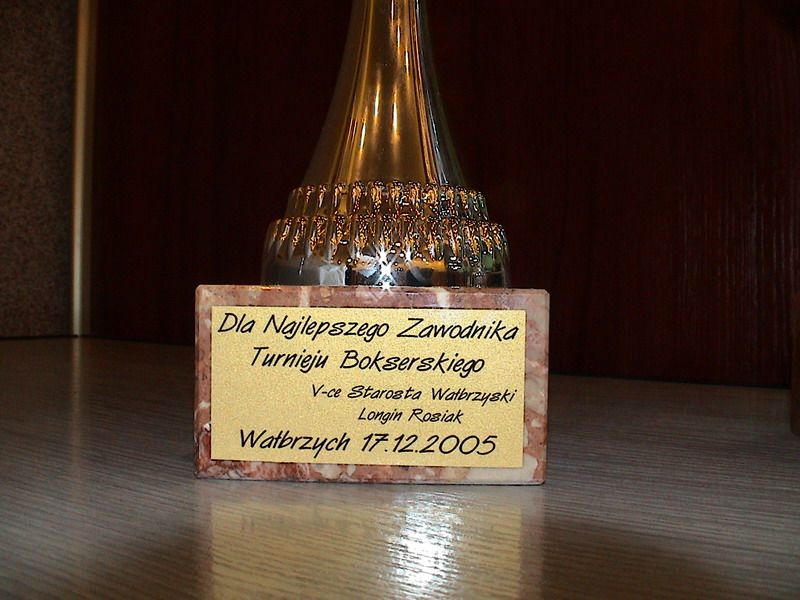 Dla Najlepszego Zawodnika
Turnieju Bokserskiego
V-ce Starosta Wałbrzyski
Longin Rosiak
Wałbrzych 17.12.2005